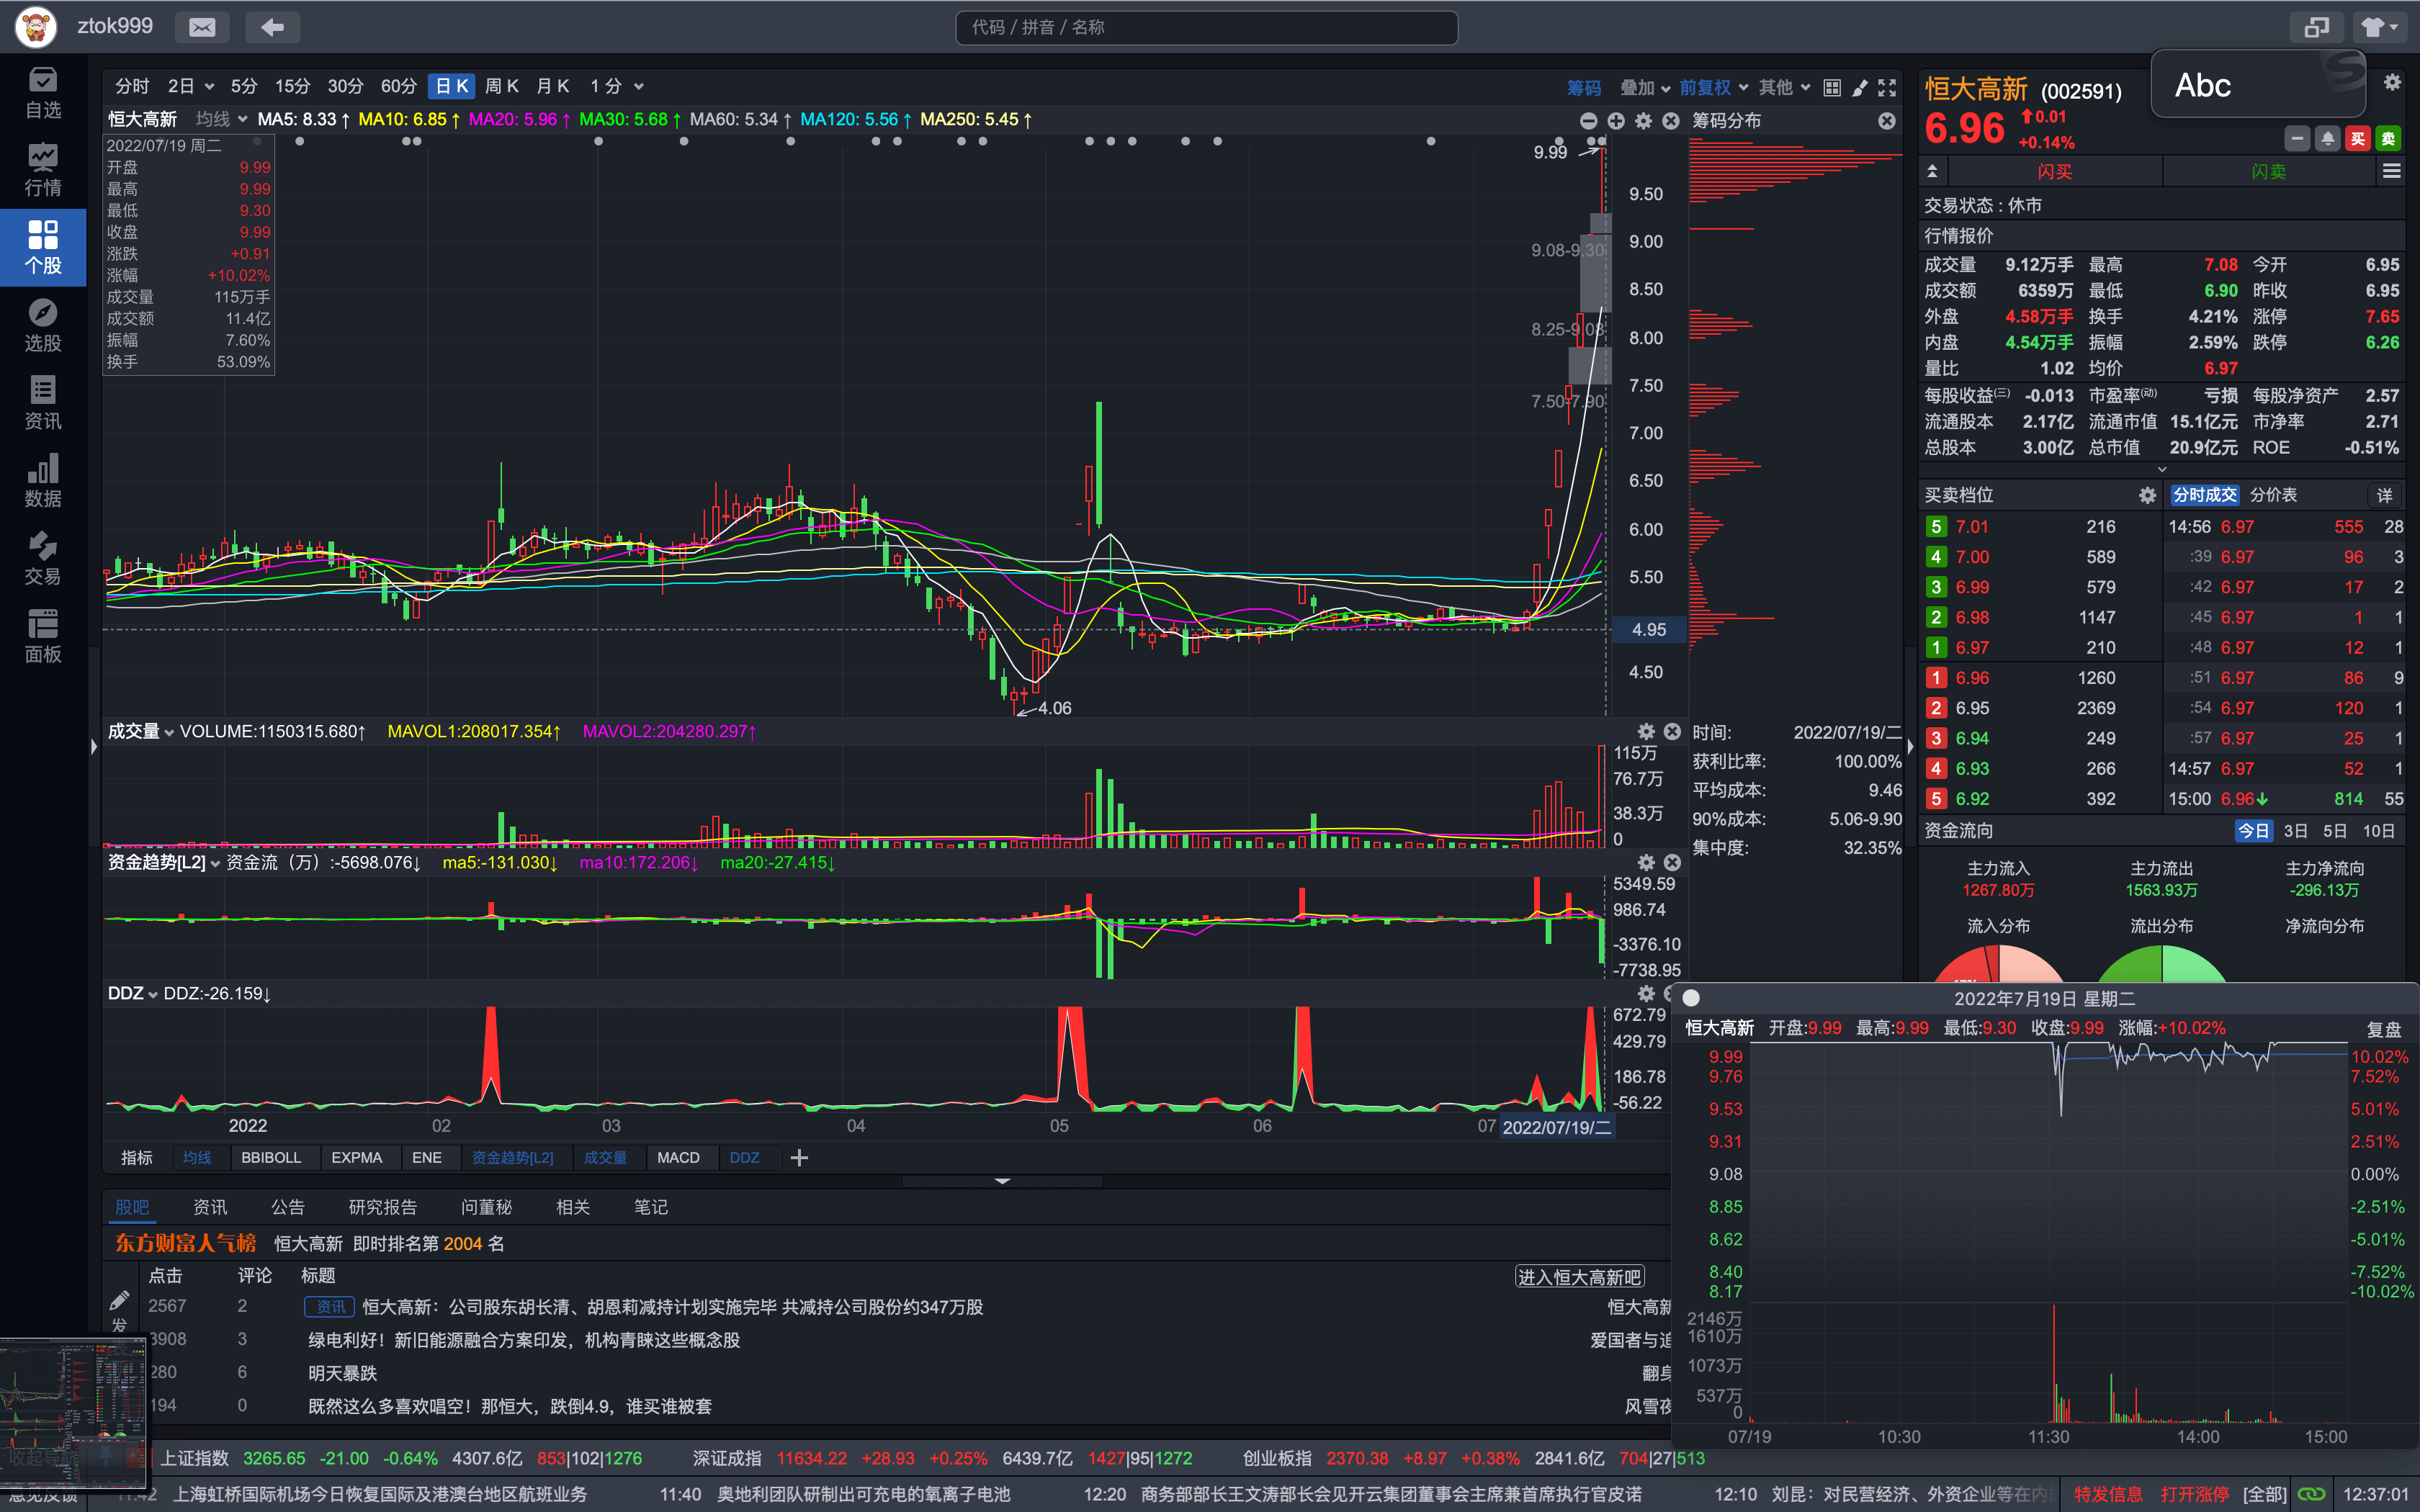 ztok999
代码 / 拼音 / 名称
Abc
自选
行情
个股
选股
资讯
数据
交易
面板
分时 2日 5分 15分 30分 60分 日K 周K 月K 1分 筹码 叠加 前复权 其他
恒大高新 均线 MA5: 8.33↑ MA10: 6.85↑ MA20: 5.96↑ MA30: 5.68↑ MA60: 5.34↑ MA120: 5.56↑ MA250: 5.45↑
筹码分布
2022/07/19 周二
开盘 9.99
最高 9.99
最低 9.30
收盘 9.99
涨跌 +0.91
涨幅 +10.02%
成交量 115万手
成交额 11.4亿
振幅 7.60%
换手 53.09%
9.99
9.08-9.30
8.25-9.03
7.50-7.90
4.06
9.50
9.00
8.50
8.00
7.50
7.00
6.50
6.00
5.50
4.95
4.50
成交量 VOLUME:1150315.680↑ MAVOL1:208017.354↑ MAVOL2:204280.297↑
115万
76.7万
38.3万
0
资金趋势[L2] 资金流（万）:-5698.076↓ ma5:-131.030↓ ma10:172.206↓ ma20:-27.415↓
5349.59
986.74
-3376.10
-7738.95
DDZ DDZ:-26.159↓
672.79
429.79
186.78
-56.22
2022 02 03 04 05 06 07 2022/07/19/二
指标 均线 BBIBOLL EXPMA ENE 资金趋势[L2] 成交量 MACD DDZ
时间: 2022/07/19/二
获利比率: 100.00%
平均成本: 9.46
90%成本: 5.06-9.90
集中度: 32.35%
恒大高新 (002591)
6.96 0.01
+0.14%
买 卖
闪买 闪卖
交易状态 : 休市
行情报价
成交量 9.12万手 最高 7.08 今开 6.95
成交额 6359万 最低 6.90 昨收 6.95
外盘 4.58万手 换手 4.21% 涨停 7.65
内盘 4.54万手 振幅 2.59% 跌停 6.26
量比 1.02 均价 6.97
每股收益(三) -0.013 市盈率(动) 亏损 每股净资产 2.57
流通股本 2.17亿 流通市值 15.1亿元 市净率 2.71
总股本 3.00亿 总市值 20.9亿元 ROE -0.51%
买卖档位 分时成交 分价表 详
5 7.01 216 14:56 6.97 555 28
4 7.00 589 :39 6.97 96 3
3 6.99 579 :42 6.97 17 2
2 6.98 1147 :45 6.97 1 1
1 6.97 210 :48 6.97 12 1
1 6.96 1260 :51 6.97 86 9
2 6.95 2369 :54 6.97 120 1
3 6.94 249 :57 6.97 25 1
4 6.93 266 14:57 6.97 52 1
5 6.92 392 15:00 6.96↓ 814 55
资金流向 今日 3日 5日 10日
主力流入 主力流出 主力净流向
1267.80万 1563.93万 -296.13万
流入分布 流出分布 净流向分布
2022年7月19日 星期二
恒大高新 开盘:9.99 最高:9.99 最低:9.30 收盘:9.99 涨幅:+10.02% 复盘
9.99 10.02%
9.76 7.52%
9.53 5.01%
9.31 2.51%
9.08 0.00%
8.85 -2.51%
8.62 -5.01%
8.40 -7.52%
8.17 -10.02%
2146万
1610万
1073万
537万
0
07/19 10:30 11:30 14:00 15:00
股吧 资讯 公告 研究报告 问董秘 相关 笔记
东方财富人气榜 恒大高新 即时排名第 2004 名
点击 评论 标题 进入恒大高新吧
2567 2 资讯 恒大高新：公司股东胡长清、胡恩莉减持计划实施完毕 共减持公司股份约347万股 恒大高新
发
3908 3 绿电利好！新旧能源融合方案印发，机构青睐这些概念股 爱国者与追
280 6 明天暴跌 翻身
194 0 既然这么多喜欢唱空！那恒大，跌倒4.9，谁买谁被套 风雪夜
上证指数 3265.65 -21.00 -0.64% 4307.6亿 853|102|1276 深证成指 11634.22 +28.93 +0.25% 6439.7亿 1427|95|1272 创业板指 2370.38 +8.97 +0.38% 2841.6亿 704|27|513
意见反馈 11:42 上海虹桥国际机场今日恢复国际及港澳台地区航班业务 11:40 奥地利团队研制出可充电的氧离子电池 12:20 商务部部长王文涛部长会见开云集团董事会主席兼首席执行官皮诺 12:10 刘昆：对民营经济、外资企业等在内 特发信息 打开涨停 [全部] 12:37:01